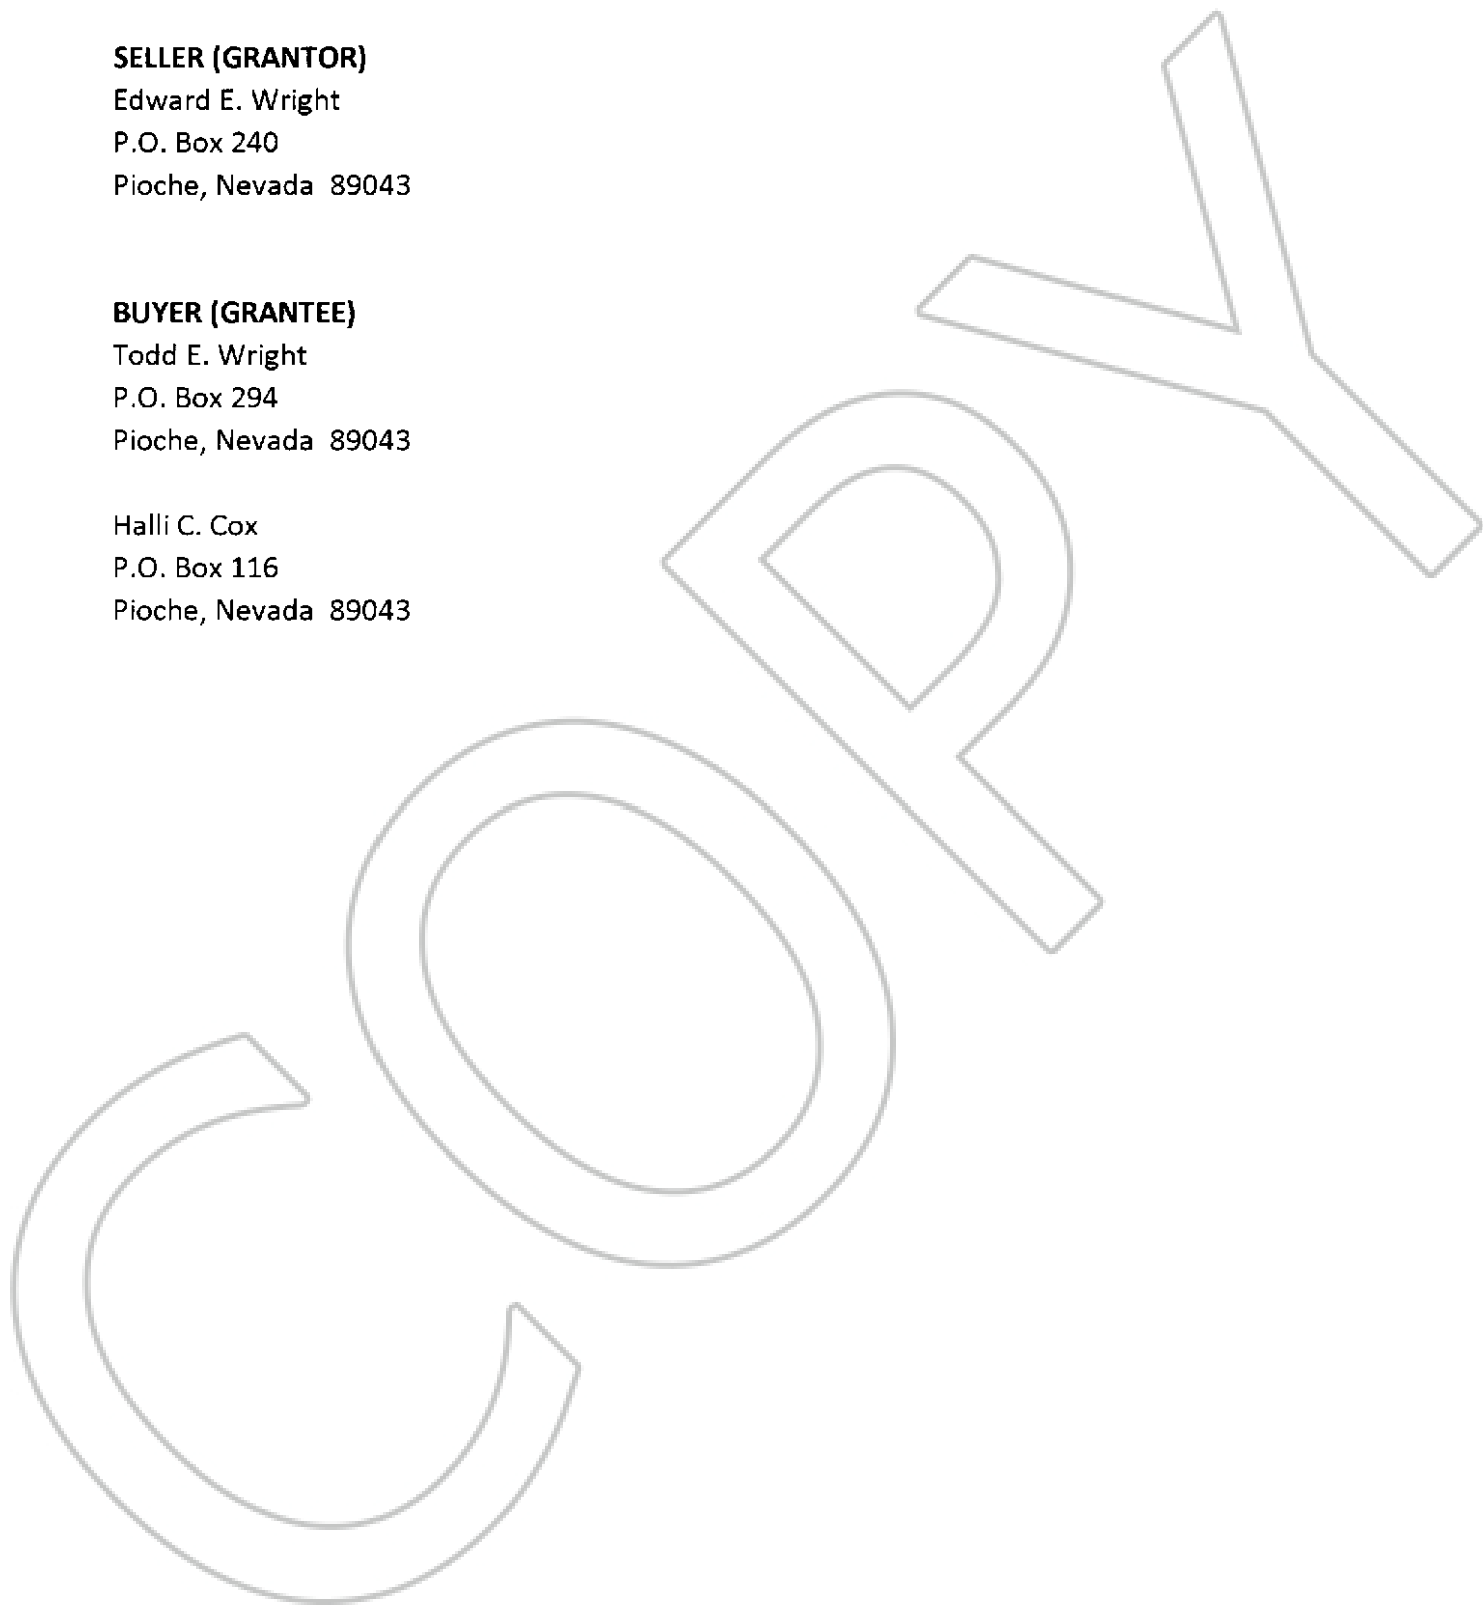 SELLER (GRANTOR)
Edward E. Wright
P.O. Box 240
Pioche, Nevada  89043
BUYER (GRANTEE)
Todd E. Wright
P.O. Box 294
Pioche, Nevada  89043
Halli C. Cox
P.O. Box 116
Pioche, Nevada  89043
COPY